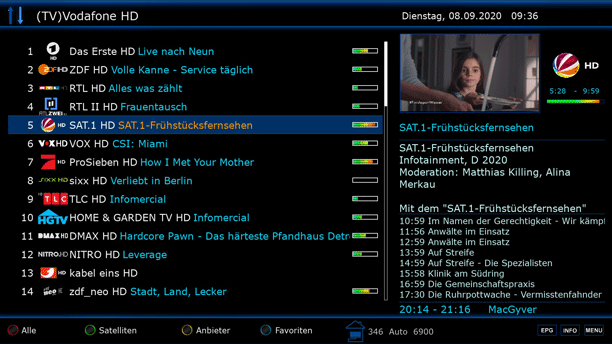 (TV)Vodafone HD
Dienstag, 08.09.2020 09:36
1 Das Erste HD Live nach Neun
2 ZDF HD Volle Kanne - Service täglich
3 RTL HD Alles was zählt
4 RTL II HD Frauentausch
5 SAT.1 HD SAT.1-Frühstücksfernsehen
6 VOX HD CSI: Miami
7 ProSieben HD How I Met Your Mother
8 sixx HD Verliebt in Berlin
9 TLC HD Infomercial
10 HOME & GARDEN TV HD Infomercial
11 DMAX HD Hardcore Pawn - Das härteste Pfandhaus Detr
12 NITRO HD Leverage
13 kabel eins HD
14 zdf_neo HD Stadt, Land, Lecker
HD
5:28 - 9:59
SAT.1-Frühstücksfernsehen
SAT.1-Frühstücksfernsehen
Infotainment, D 2020
Moderation: Matthias Killing, Alina
Merkau
Mit dem "SAT.1-Frühstücksfernsehen"
10:59 Im Namen der Gerechtigkeit - Wir kämpf
11:56 Anwälte im Einsatz
12:59 Anwälte im Einsatz
13:59 Auf Streife
14:59 Auf Streife - Die Spezialisten
15:58 Klinik am Südring
16:59 Die Gemeinschaftspraxis
17:30 Die Ruhrpottwache - Vermisstenfahnder
20:14 - 21:16 MacGyver
Alle Satelliten Anbieter Favoriten 346 Auto 6900 EPG INFO MENU